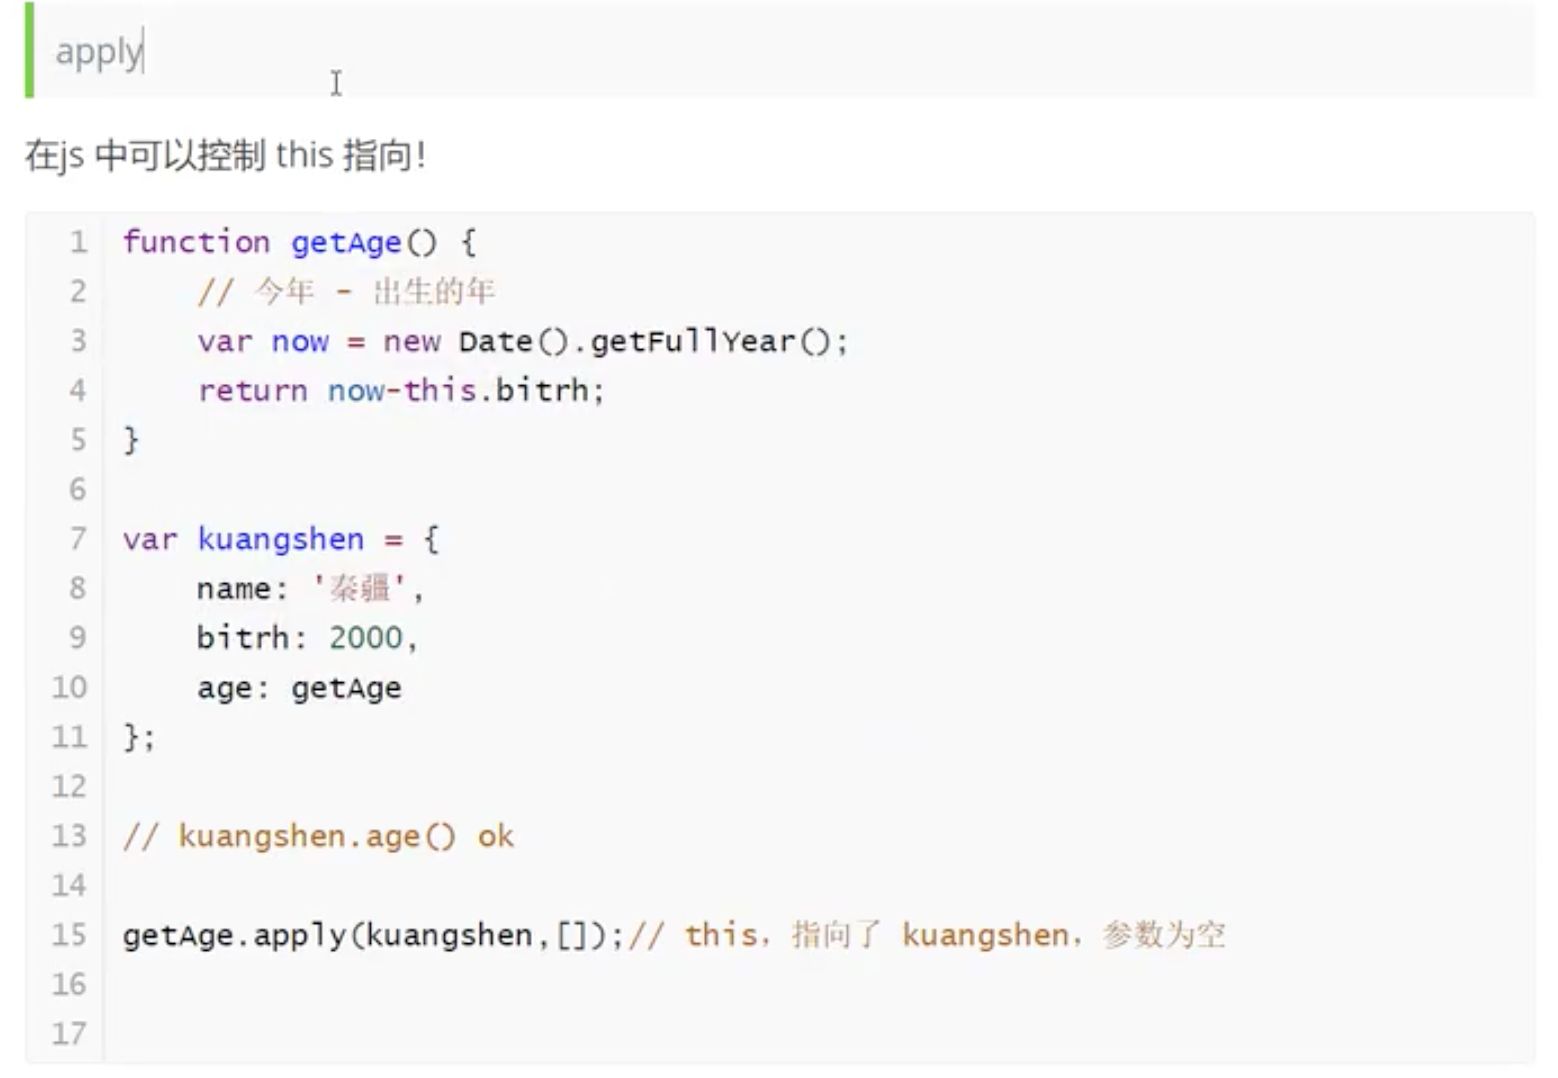 apply
在js 中可以控制 this 指向！
1 function getAge() {
2 // 今年 - 出生的年
3 var now = new Date().getFullYear();
4 return now-this.bitrh;
5 }
6
7 var kuangshen = {
8 name: '秦疆',
9 bitrh: 2000,
10 age: getAge
11 };
12
13 // kuangshen.age() ok
14
15 getAge.apply(kuangshen,[]);// this，指向了 kuangshen，参数为空
16
17